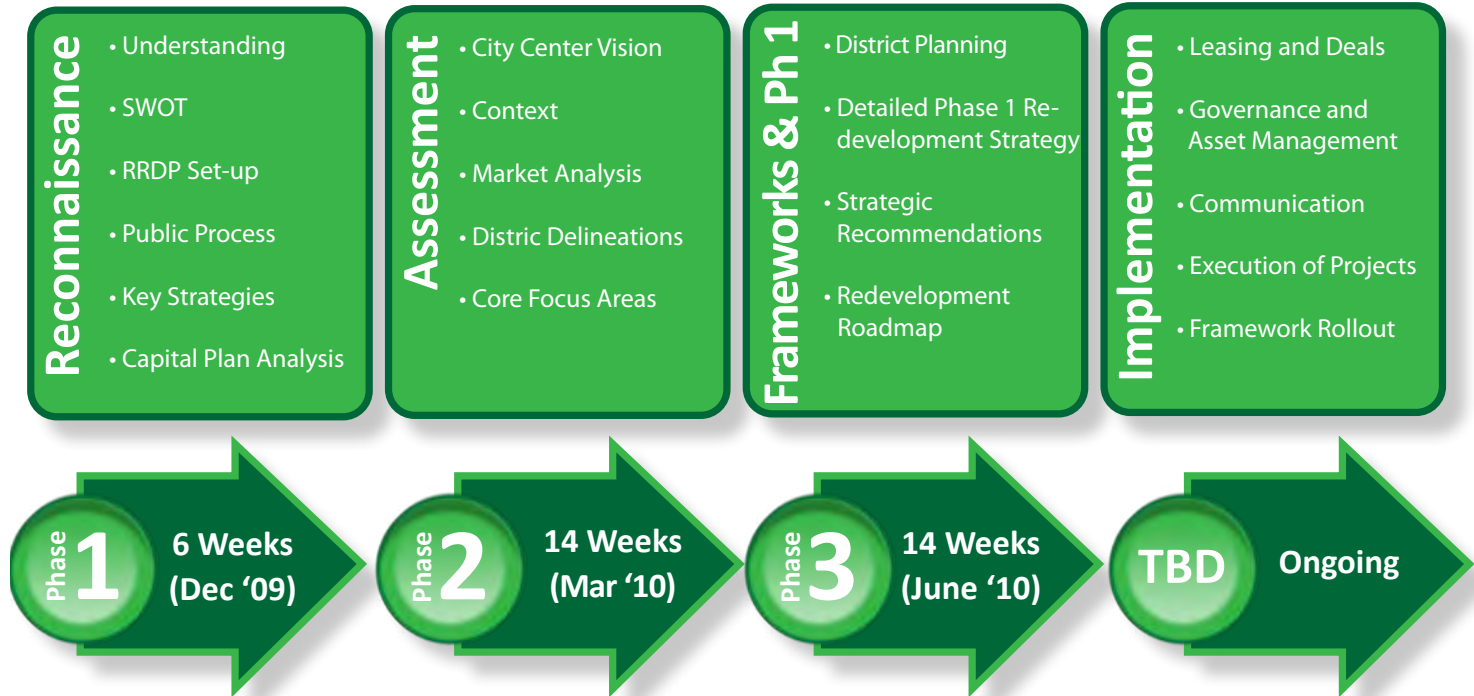 Reconnaissance
• Understanding
• SWOT
• RRDP Set-up
• Public Process
• Key Strategies
• Capital Plan Analysis
Assessment
• City Center Vision
• Context
• Market Analysis
• Distric Delineations
• Core Focus Areas
Frameworks & Ph 1
• District Planning
• Detailed Phase 1 Re-
development Strategy
• Strategic
Recommendations
• Redevelopment
Roadmap
Implementation
• Leasing and Deals
• Governance and
Asset Management
• Communication
• Execution of Projects
• Framework Rollout
Phase 1
6 Weeks
(Dec ‘09)
Phase 2
14 Weeks
(Mar ‘10)
Phase 3
14 Weeks
(June ‘10)
TBD
Ongoing